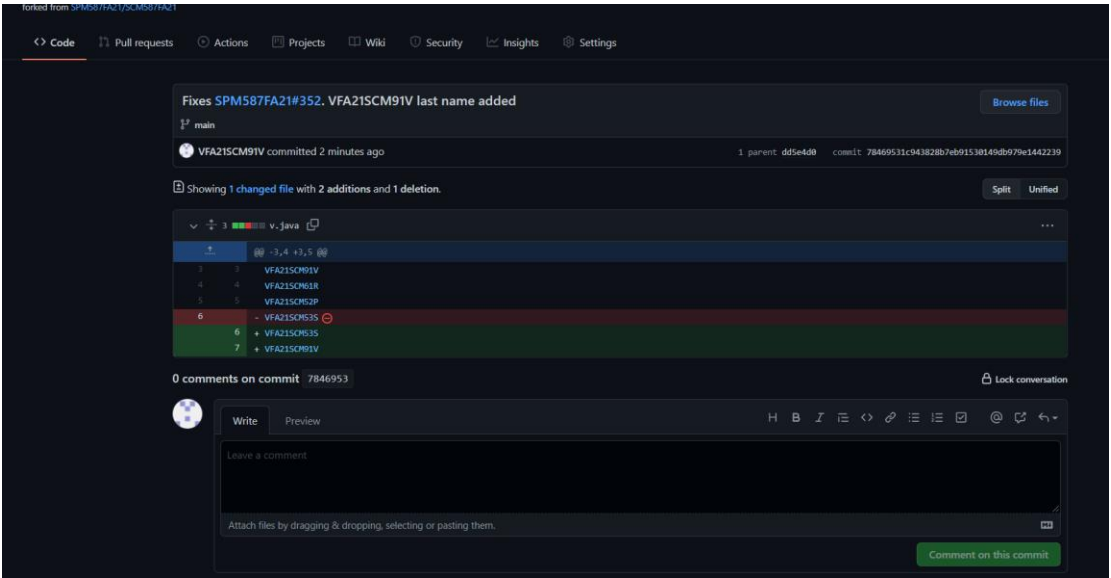 forked from SPM587FA21/SCM587FA21
Code Pull requests Actions Projects Wiki Security Insights Settings
Fixes SPM587FA21#352. VFA21SCM91V last name added
Browse files
main
VFA21SCM91V committed 2 minutes ago 1 parent dd5e4d0 commit 78469531c943828b7eb91530149db979e1442239
Showing 1 changed file with 2 additions and 1 deletion.
Split Unified
3 v.java
@@ -3,4 +3,5 @@
3 3 VFA21SCM91V
4 4 VFA21SCM61R
5 5 VFA21SCM52P
6 - VFA21SCM53S
6 + VFA21SCM53S
7 + VFA21SCM91V
0 comments on commit 7846953
Lock conversation
Write Preview
Leave a comment
Attach files by dragging & dropping, selecting or pasting them.
Comment on this commit